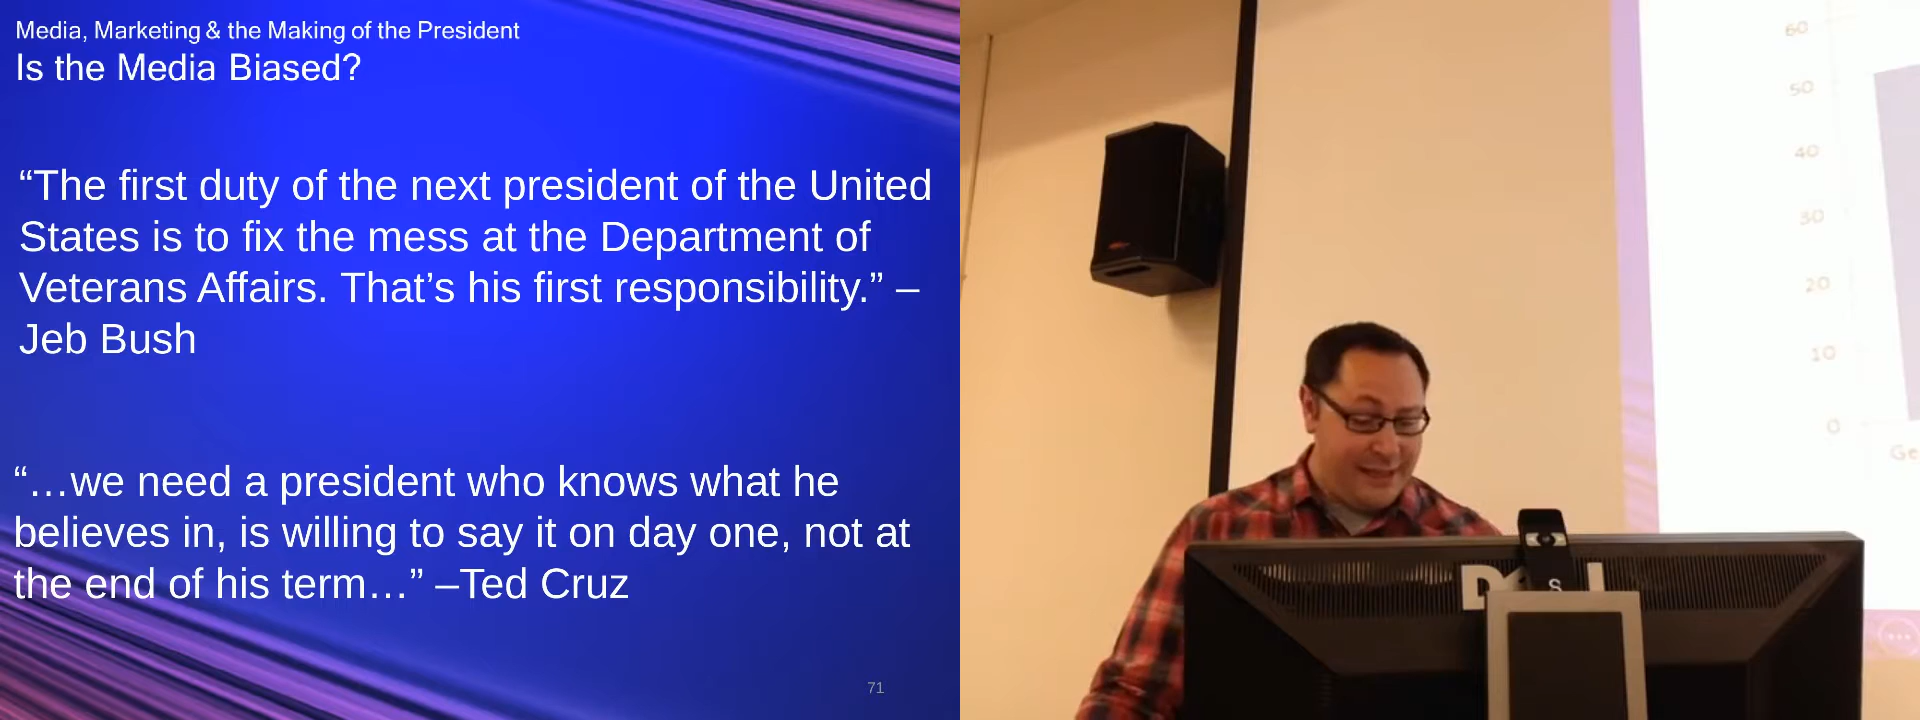 Media, Marketing & the Making of the President
Is the Media Biased?
“The first duty of the next president of the United
States is to fix the mess at the Department of
Veterans Affairs. That’s his first responsibility.” –
Jeb Bush
“…we need a president who knows what he
believes in, is willing to say it on day one, not at
the end of his term…” –Ted Cruz
71
60
50
40
30
20
10
0
Ge
S